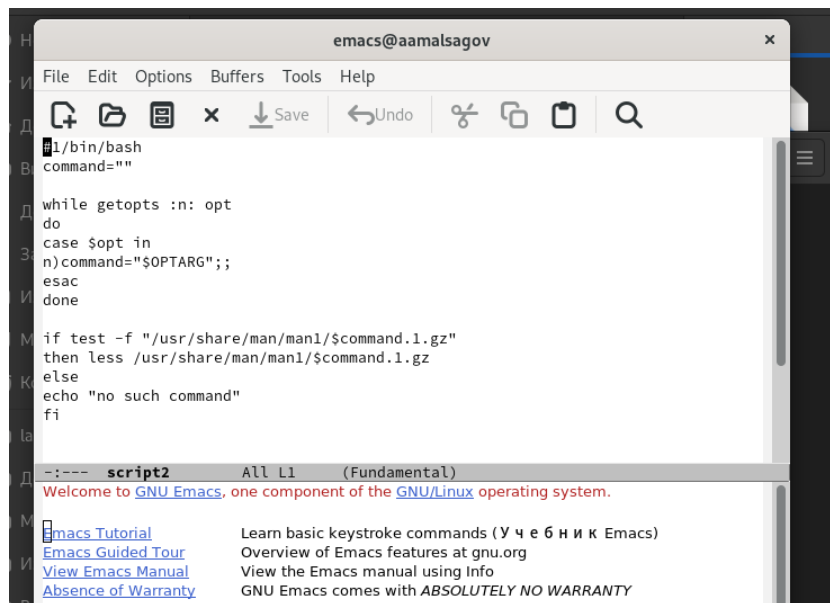 emacs@aamalsagov
×
File Edit Options Buffers Tools Help
Save Undo
#1/bin/bash
command=""
while getopts :n: opt
do
case $opt in
n)command="$OPTARG";;
esac
done
if test -f "/usr/share/man/man1/$command.1.gz"
then less /usr/share/man/man1/$command.1.gz
else
echo "no such command"
fi
-:--- script2 All L1 (Fundamental)
Welcome to GNU Emacs, one component of the GNU/Linux operating system.
Emacs Tutorial Learn basic keystroke commands (Учебник Emacs)
Emacs Guided Tour Overview of Emacs features at gnu.org
View Emacs Manual View the Emacs manual using Info
Absence of Warranty GNU Emacs comes with ABSOLUTELY NO WARRANTY